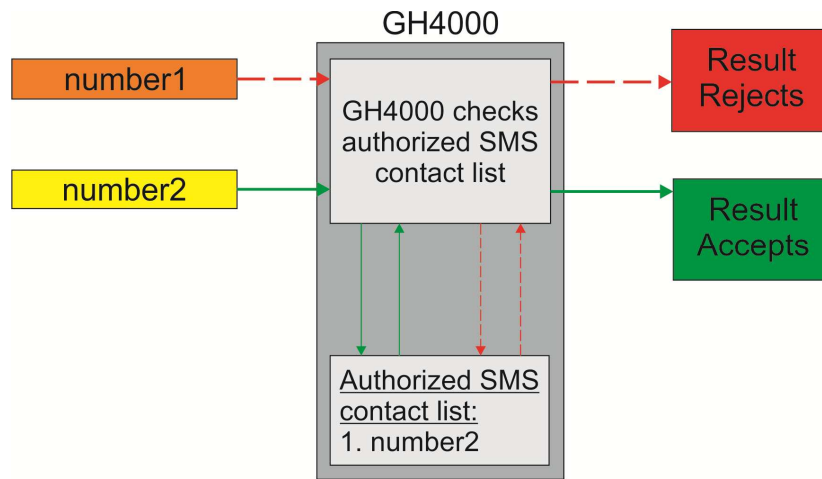 GH4000
number1
GH4000 checks
authorized SMS
contact list
Result
Rejects
number2
Result
Accepts
Authorized SMS
contact list:
1. number2